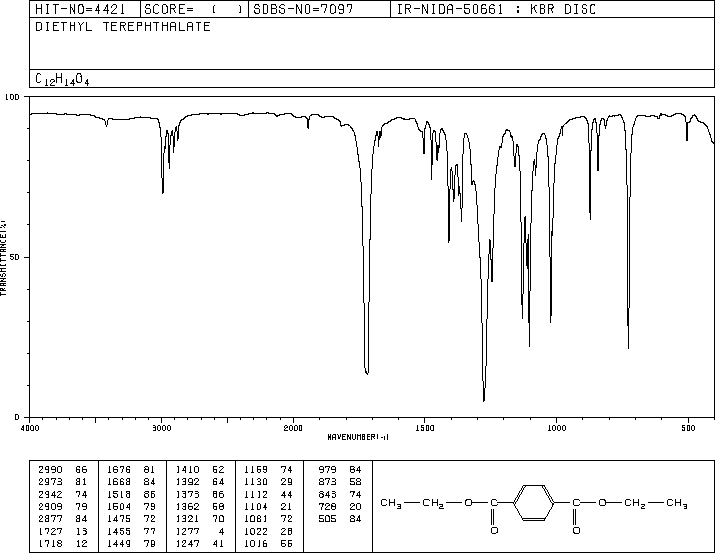 HIT-NO=4421 SCORE= ( ) SDBS-NO=7097 IR-NIDA-50661 : KBR DISC
DIETHYL TEREPHTHALATE
C12H14O4
100
TRANSMITTANCE(%)
50
0
4000 3000 2000 1500 1000 500
WAVENUMBER(-1)
2990 66 1676 81 1410 52 1159 74 979 84
2973 81 1668 84 1392 64 1130 29 873 58
2942 74 1518 86 1373 86 1112 44 843 74
2909 79 1504 79 1362 58 1104 21 728 20
2877 84 1475 72 1321 70 1081 72 505 84
1727 13 1455 77 1277 4 1022 28
1718 12 1449 79 1247 41 1016 55
CH3 CH2 O C C O CH2 CH3
O O